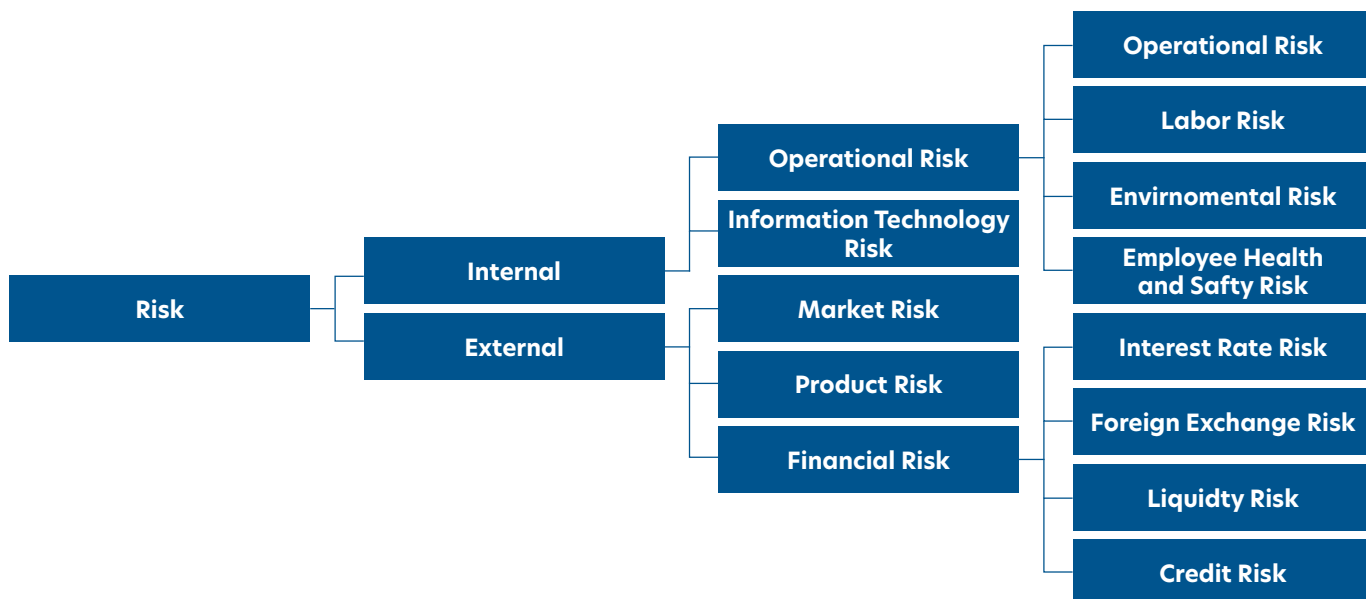 Risk
Internal
External
Operational Risk
Information Technology
Risk
Market Risk
Product Risk
Financial Risk
Operational Risk
Labor Risk
Envirnomental Risk
Employee Health
and Safty Risk
Interest Rate Risk
Foreign Exchange Risk
Liquidty Risk
Credit Risk